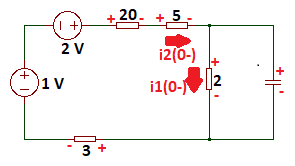 + 20 - + 5 -
- +
2 V
i2(0-)
+
i1(0-) 2
-
+
-
+
-
1 V
- 3 +